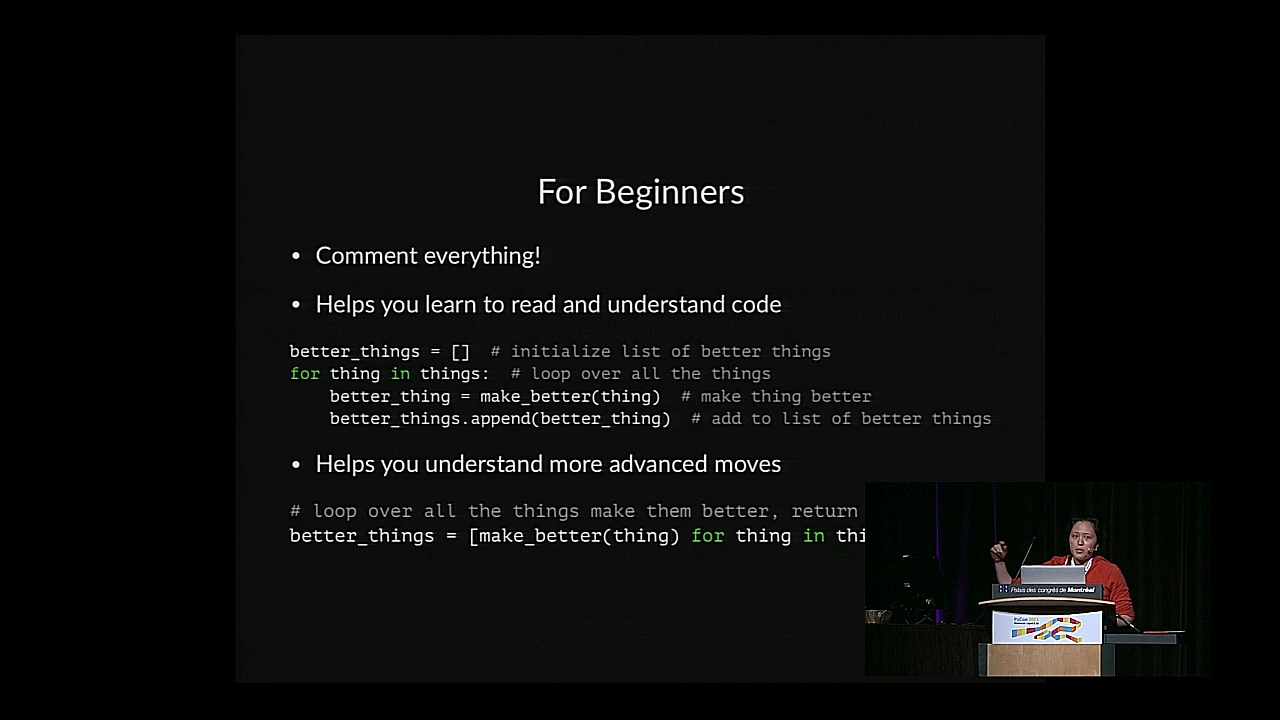 For Beginners
• Comment everything!
• Helps you learn to read and understand code
better_things = []  # initialize list of better things
for thing in things:  # loop over all the things
    better_thing = make_better(thing)  # make thing better
    better_things.append(better_thing)  # add to list of better things
• Helps you understand more advanced moves
# loop over all the things make them better, return
better_things = [make_better(thing) for thing in thi
Palais des congrès de Montréal
PyCon 2015